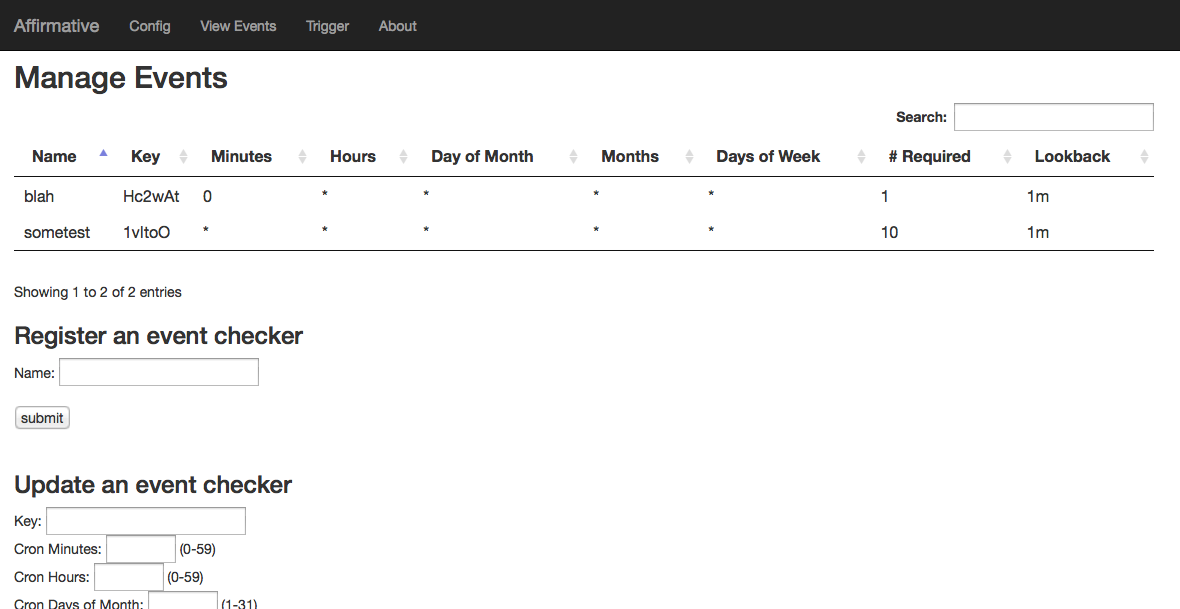 Affirmative Config View Events Trigger About
Manage Events
Search:
Name Key Minutes Hours Day of Month Months Days of Week # Required Lookback
blah Hc2wAt 0 * * * * 1 1m
sometest 1vItoO * * * * * 10 1m
Showing 1 to 2 of 2 entries
Register an event checker
Name:
submit
Update an event checker
Key:
Cron Minutes: (0-59)
Cron Hours: (0-59)
Cron Days of Month: (1-31)